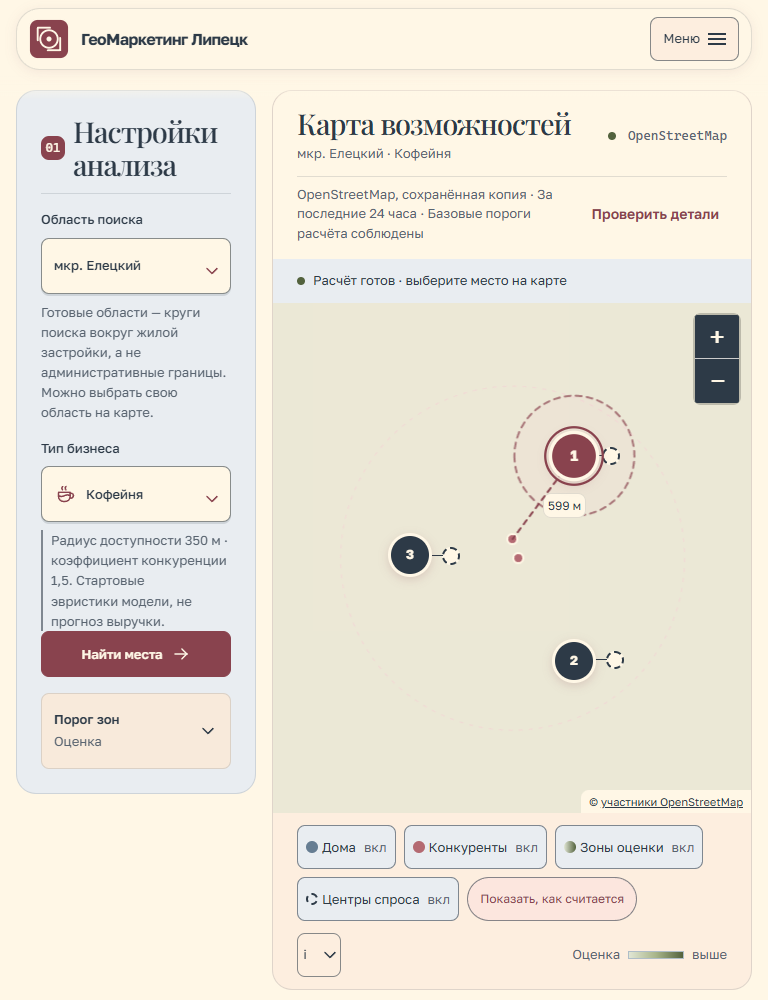 ГеоМаркетинг Липецк
Меню
01
Настройки
анализа
Область поиска
мкр. Елецкий
Готовые области — круги
поиска вокруг жилой
застройки, а не
административные границы.
Можно выбрать свою
область на карте.
Тип бизнеса
Кофейня
Радиус доступности 350 м ·
коэффициент конкуренции
1,5. Стартовые
эвристики модели, не
прогноз выручки.
Найти места
Порог зон
Оценка
Карта возможностей
мкр. Елецкий · Кофейня
OpenStreetMap
OpenStreetMap, сохранённая копия · За
последние 24 часа · Базовые пороги
расчёта соблюдены
Проверить детали
Расчёт готов · выберите место на карте
+
−
1
599 м
3
2
© участники OpenStreetMap
Дома вкл
Конкуренты вкл
Зоны оценки вкл
Центры спроса вкл
Показать, как считается
i
Оценка
выше